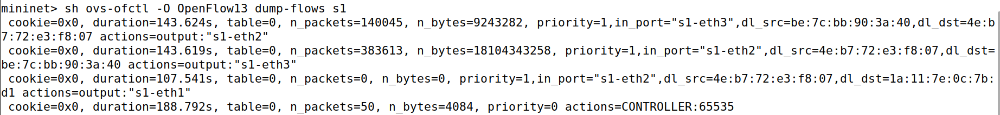 mininet> sh ovs-ofctl -O OpenFlow13 dump-flows s1
 cookie=0x0, duration=143.624s, table=0, n_packets=140045, n_bytes=9243282, priority=1,in_port="s1-eth3",dl_src=be:7c:bb:90:3a:40,dl_dst=4e:b
7:72:e3:f8:07 actions=output:"s1-eth2"
 cookie=0x0, duration=143.619s, table=0, n_packets=383613, n_bytes=18104343258, priority=1,in_port="s1-eth2",dl_src=4e:b7:72:e3:f8:07,dl_dst=
be:7c:bb:90:3a:40 actions=output:"s1-eth3"
 cookie=0x0, duration=107.541s, table=0, n_packets=0, n_bytes=0, priority=1,in_port="s1-eth2",dl_src=4e:b7:72:e3:f8:07,dl_dst=1a:11:7e:0c:7b:
d1 actions=output:"s1-eth1"
 cookie=0x0, duration=188.792s, table=0, n_packets=50, n_bytes=4084, priority=0 actions=CONTROLLER:65535